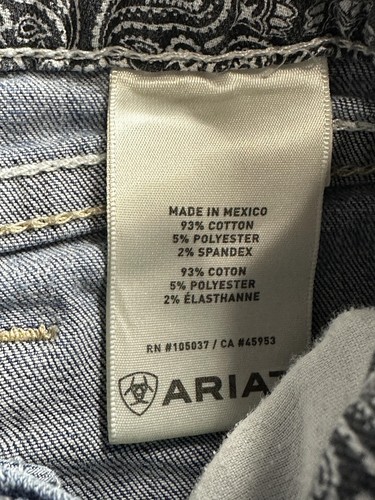 MADE IN MEXICO
93% COTTON
5% POLYESTER
2% SPANDEX
93% COTON
5% POLYESTER
2% ÉLASTHANNE
RN #105037 / CA #45953
ARIAT